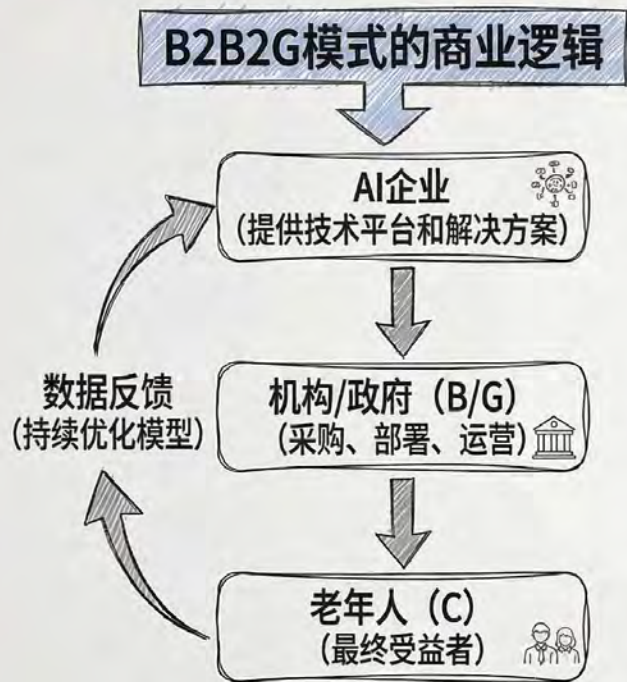 B2B2G模式的商业逻辑
AI企业
(提供技术平台和解决方案)
机构/政府（B/G）
(采购、部署、运营)
老年人（C）
(最终受益者)
数据反馈
(持续优化模型)